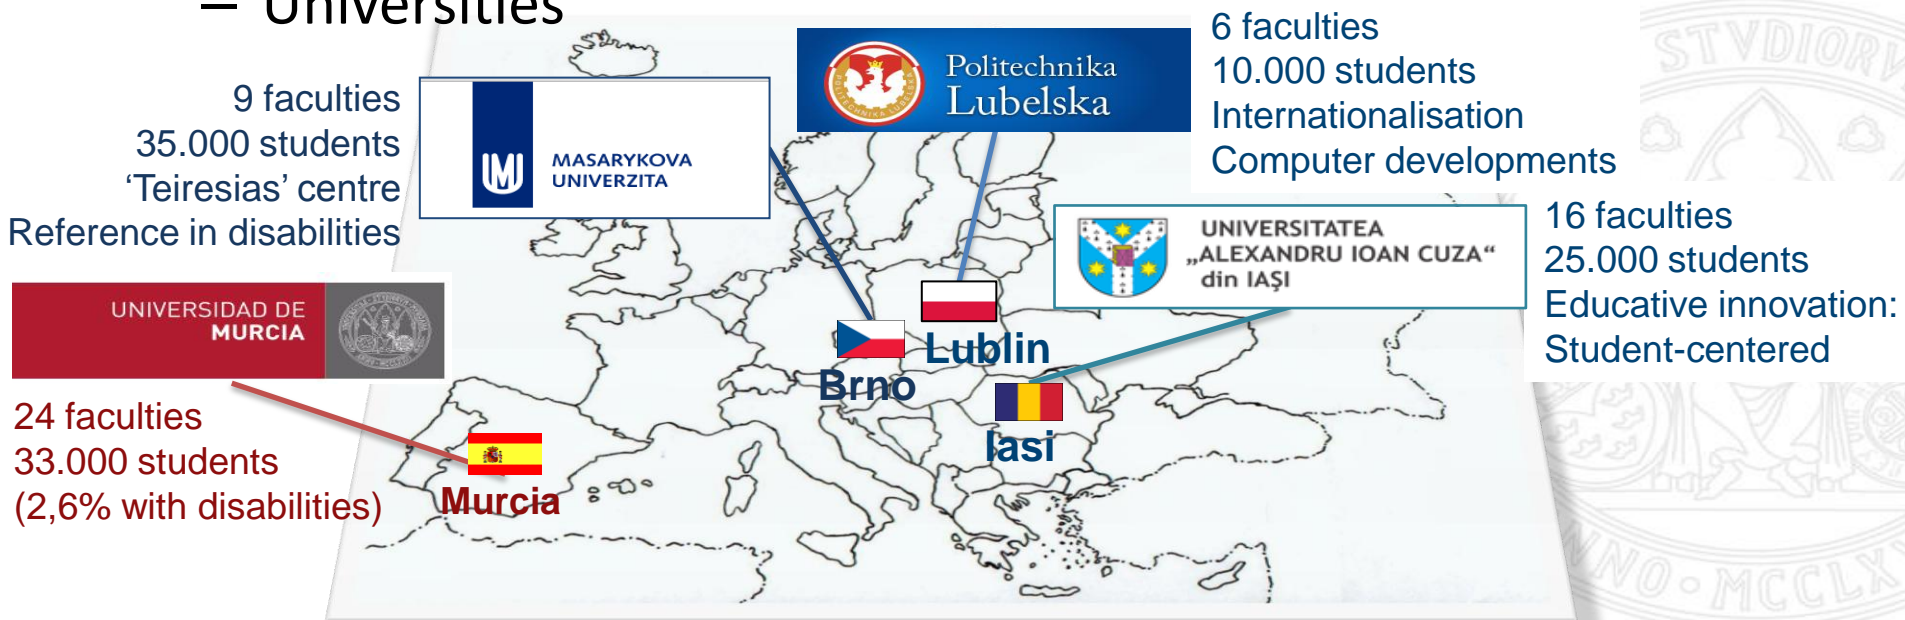 – Universities
9 faculties
35.000 students
‘Teiresias’ centre
Reference in disabilities
MASARYKOVA
UNIVERZITA
Politechnika
Lubelska
6 faculties
10.000 students
Internationalisation
Computer developments
UNIVERSITATEA
„ALEXANDRU IOAN CUZA“
din IAŞI
16 faculties
25.000 students
Educative innovation:
Student-centered
UNIVERSIDAD DE
MURCIA
24 faculties
33.000 students
(2,6% with disabilities)
Lublin
Brno
Iasi
Murcia
STVDIORV
NNO · MCCLX